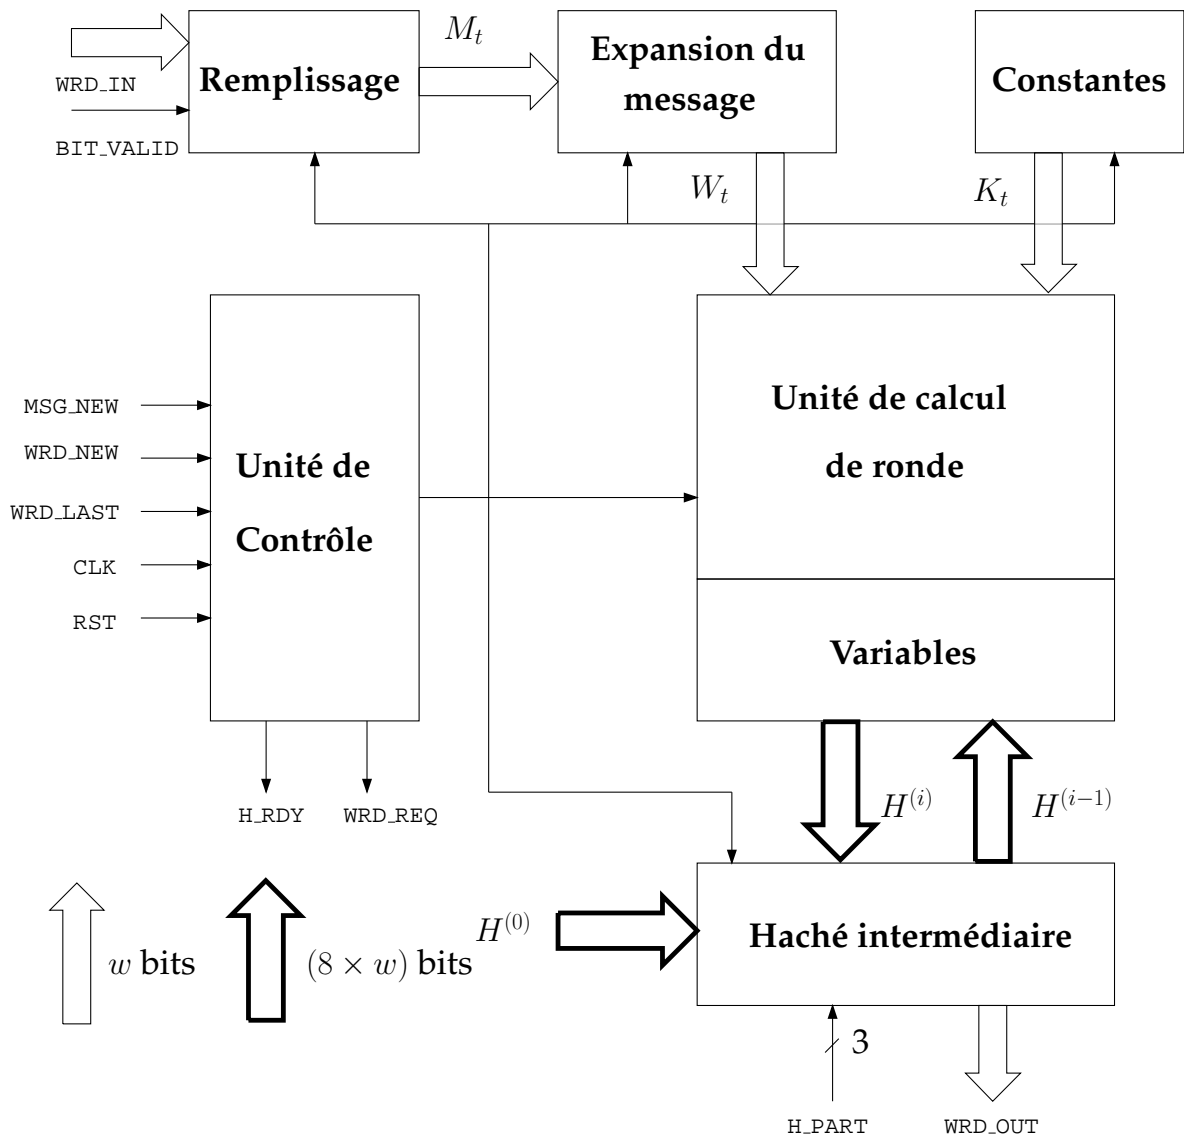 M_t
Expansion du
message
Remplissage
Constantes
WRD_IN
BIT_VALID
W_t
K_t
MSG_NEW
WRD_NEW
WRD_LAST
CLK
RST
Unité de
Contrôle
Unité de calcul
de ronde
Variables
H_RDY
WRD_REQ
H^{(i)}
H^{(i−1)}
H^{(0)}
Haché intermédiaire
w bits
(8 × w) bits
3
H_PART
WRD_OUT